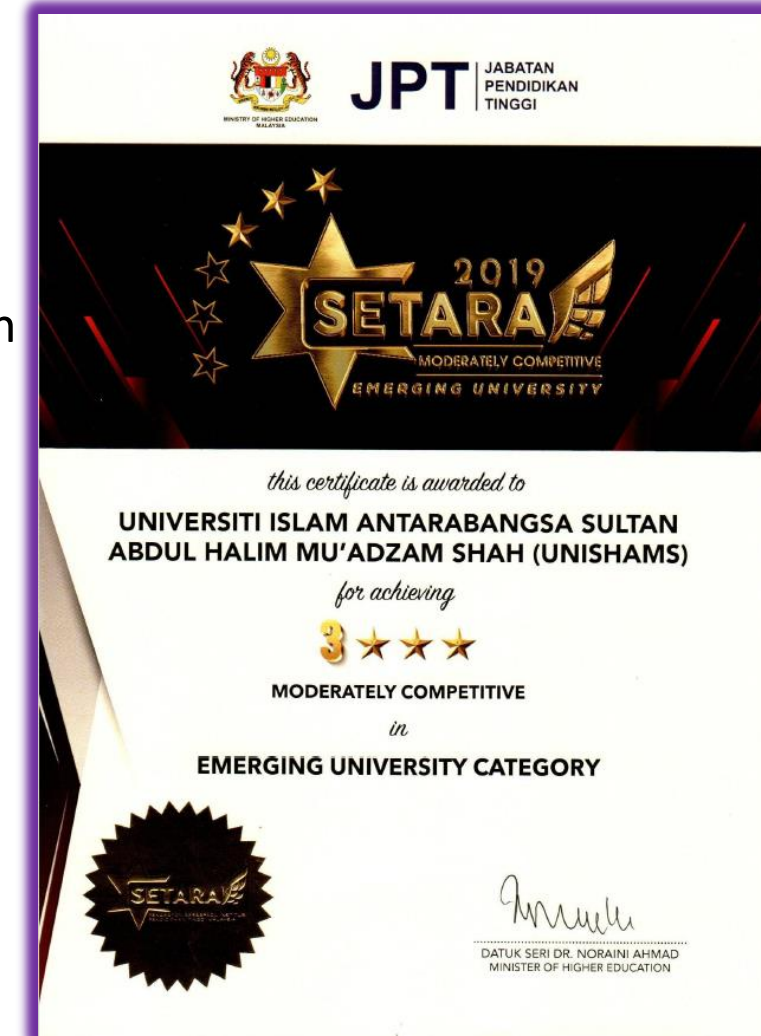 MINISTRY OF HIGHER EDUCATION
MALAYSIA
JPT
JABATAN
PENDIDIKAN
TINGGI
2019
SETARA
MODERATELY COMPETITIVE
EMERGING UNIVERSITY
n
this certificate is awarded to
UNIVERSITI ISLAM ANTARABANGSA SULTAN
ABDUL HALIM MU'ADZAM SHAH (UNISHAMS)
for achieving
3
MODERATELY COMPETITIVE
in
EMERGING UNIVERSITY CATEGORY
SETARA
DATUK SERI DR. NORAINI AHMAD
MINISTER OF HIGHER EDUCATION